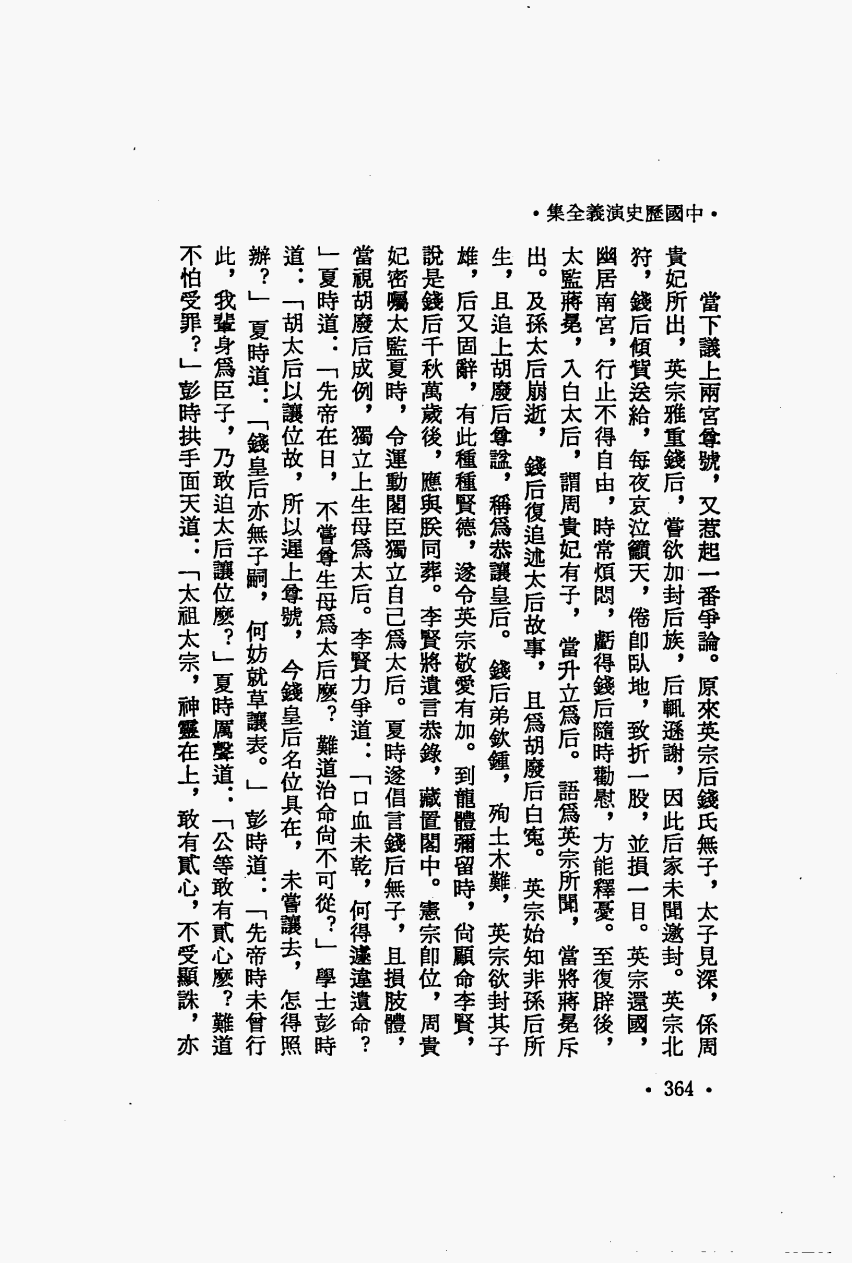 •中國歷史演義全集•
當下議上兩宮尊號，又惹起一番爭論。原來英宗后錢氏無子，太子見深，係周
貴妃所出，英宗雅重錢后，嘗欲加封后族，后輒遜謝，因此后家未聞邀封。英宗北
狩，錢后傾貲送給，每夜哀泣籲天，倦卽臥地，致折一股，並損一目。英宗還國，
幽居南宮，行止不得自由，時常煩悶，虧得錢后隨時勸慰，方能釋憂。至復辟後，
太監蔣冕，入白太后，謂周貴妃有子，當升立爲后。語爲英宗所聞，當將蔣冕斥
出。及孫太后崩逝，錢后復追述太后故事，且爲胡廢后白寃。英宗始知非孫后所
生，且追上胡廢后尊諡，稱爲恭讓皇后。錢后弟欽鍾，殉土木難，英宗欲封其子
雄，后又固辭，有此種種賢德，遂令英宗敬愛有加。到龍體彌留時，尙顧命李賢，
說是錢后千秋萬歲後，應與朕同葬。李賢將遺言恭錄，藏置閣中。憲宗卽位，周貴
妃密囑太監夏時，令運動閣臣獨立自己爲太后。夏時遂倡言錢后無子，且損肢體，
當視胡廢后成例，獨立上生母爲太后。李賢力爭道：「口血未乾，何得遽違遺命？
」夏時道：「先帝在日，不嘗尊生母爲太后麼？難道治命尙不可從？」學士彭時
道：「胡太后以讓位故，所以遲上尊號，今錢皇后名位具在，未嘗讓去，怎得照
辦？」夏時道：「錢皇后亦無子嗣，何妨就草讓表。」彭時道：「先帝時未曾行
此，我輩身爲臣子，乃敢迫太后讓位麼？」夏時厲聲道：「公等敢有貳心麼？難道
不怕受罪？」彭時拱手面天道：「太祖太宗，神靈在上，敢有貳心，不受顯誅，亦
•364•